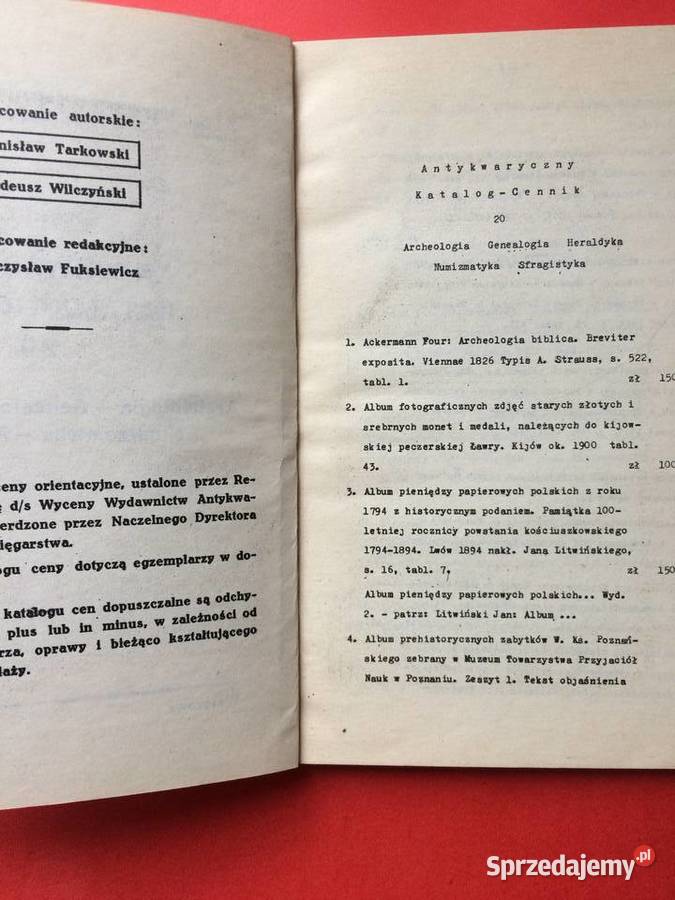 cowanie autorskie:
nisław Tarkowski
deusz Wilczyński
cowanie redakcyjne:
czysław Fuksiewicz
eny orientacyjne, ustalone przez Re-
ę d/s Wyceny Wydawnictw Antykwa-
erdzone przez Naczelnego Dyrektora
sięgarstwa.
ogu ceny dotyczą egzemplarzy w do-
katalogu cen dopuszczalne są odchy-
plus lub in minus, w zależności od
rza, oprawy i bieżąco kształtującego
daży.
Antykwaryczny
Katalog-Cennik
20
Archeologia Genealogia Heraldyka
Numizmatyka Sfragistyka
1. Ackermann Four: Archeologia biblica. Breviter
exposita. Viennae 1826 Typis A. Strauss, s. 522,
tabl. 1. zł 150
2. Album fotograficznych zdjęć starych złotych i
srebrnych monet i medali, należących do kijow-
skiej peczerskiej Ławry. Kijów ok. 1900 tabl.
43. zł 100
3. Album pieniędzy papierowych polskich z roku
1794 z historycznym podaniem. Pamiątka 100-
letniej rocznicy powstania kościuszkowskiego
1794-1894. Lwów 1894 nakł. Jana Litwińskiego,
s. 16, tabl. 7. zł 150
Album pieniędzy papierowych polskich... Wyd.
2. - patrz: Litwiński Jan: Album ...
4. Album prehistorycznych zabytków W. Ks. Poznań-
skiego zebrany w Muzeum Towarzystwa Przyjaciół
Nauk w Poznaniu. Zeszyt 1. Tekst objaśnienia
Sprzedajemy.pl